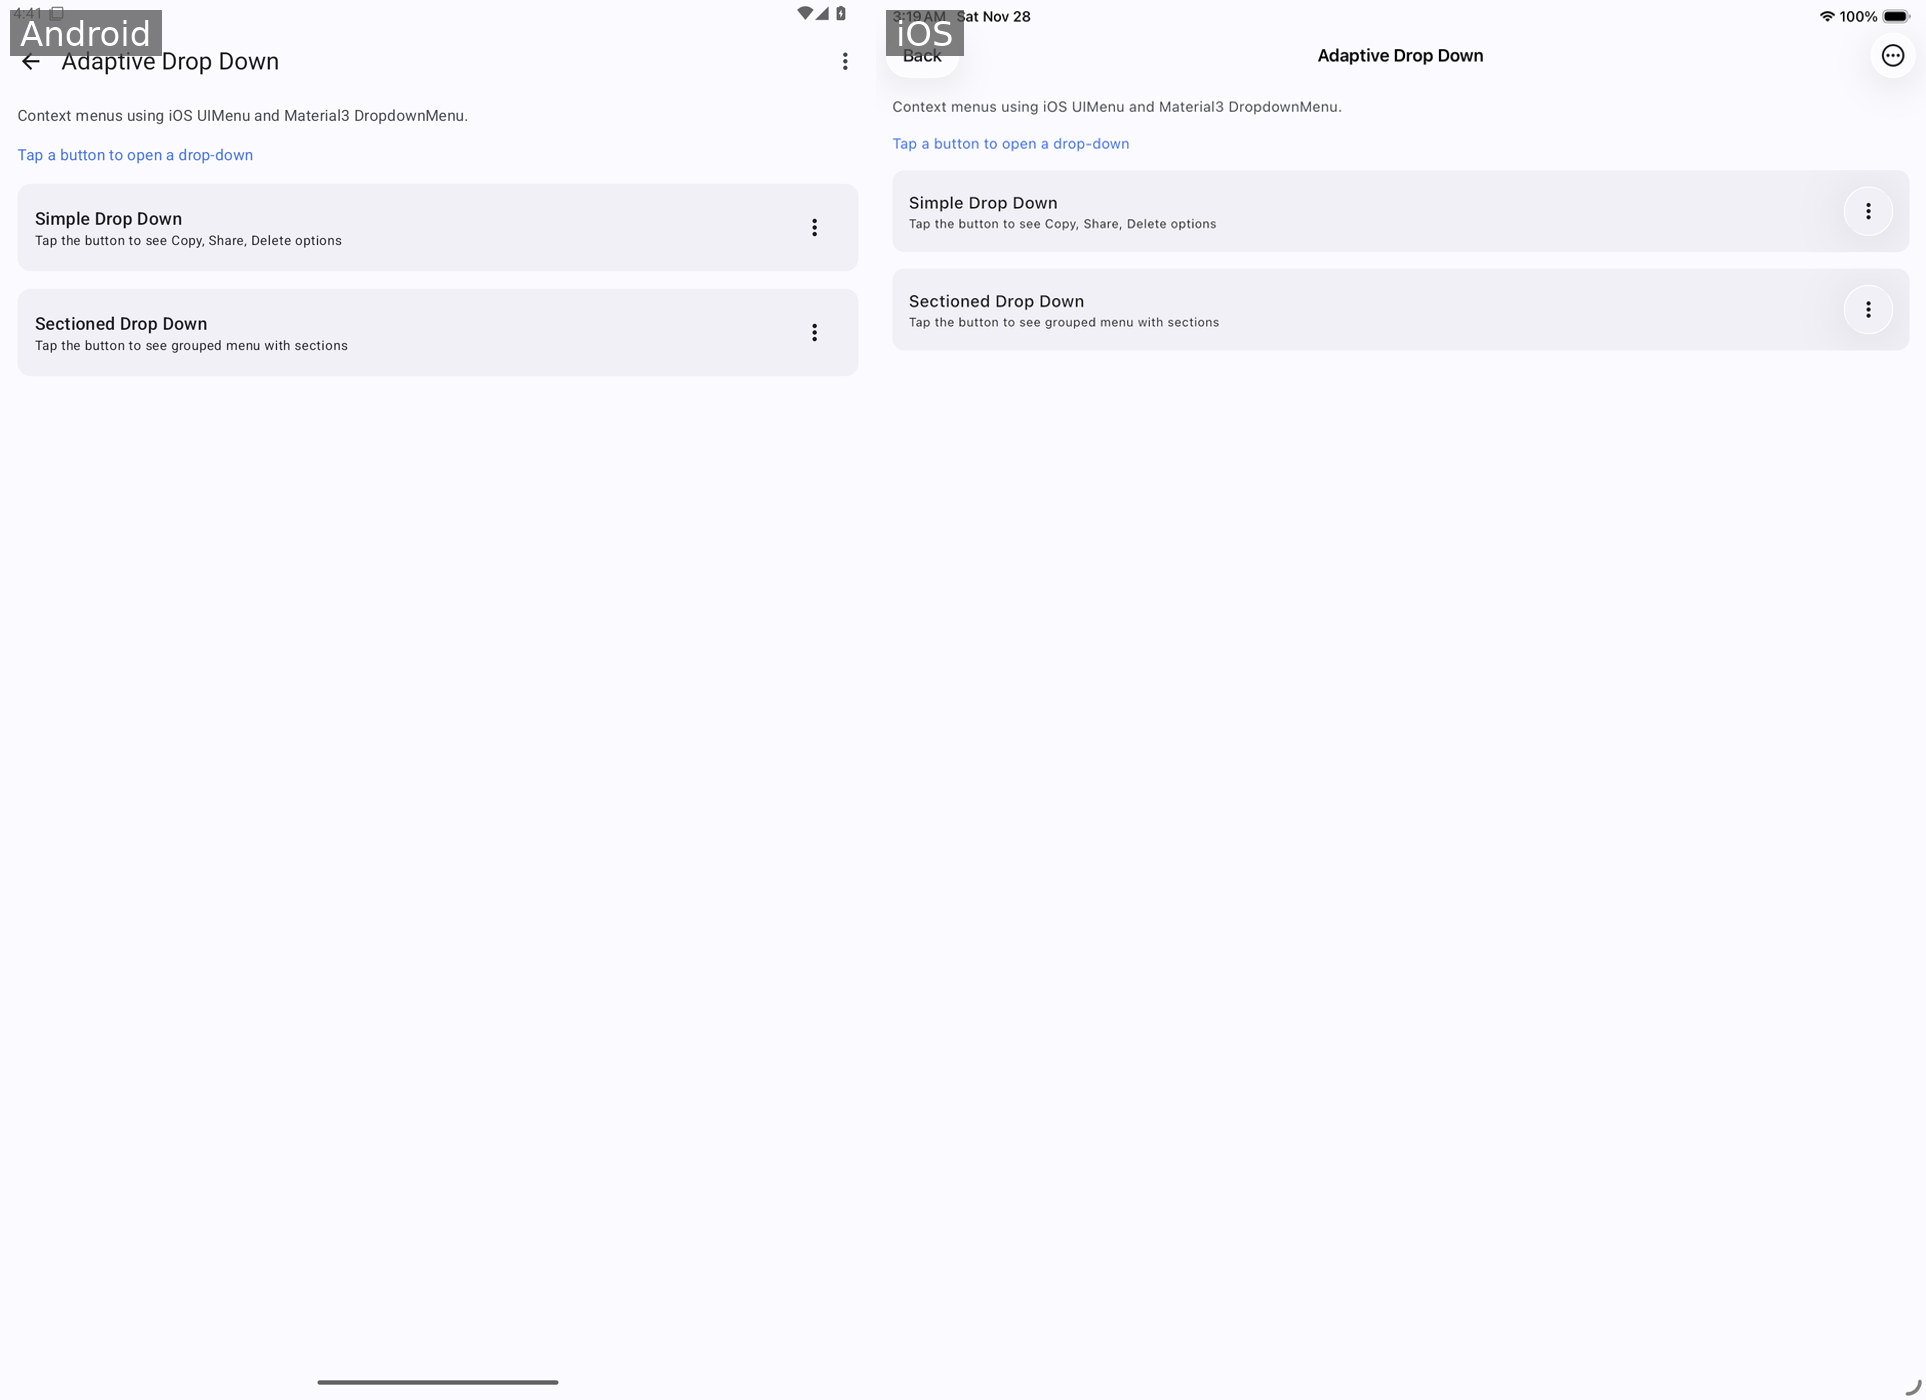 4:41
Android
Adaptive Drop Down
Context menus using iOS UIMenu and Material3 DropdownMenu.
Tap a button to open a drop-down
Simple Drop Down
Tap the button to see Copy, Share, Delete options
Sectioned Drop Down
Tap the button to see grouped menu with sections
3:19 AM Sat Nov 28
100%
iOS
Back
Adaptive Drop Down
Context menus using iOS UIMenu and Material3 DropdownMenu.
Tap a button to open a drop-down
Simple Drop Down
Tap the button to see Copy, Share, Delete options
Sectioned Drop Down
Tap the button to see grouped menu with sections